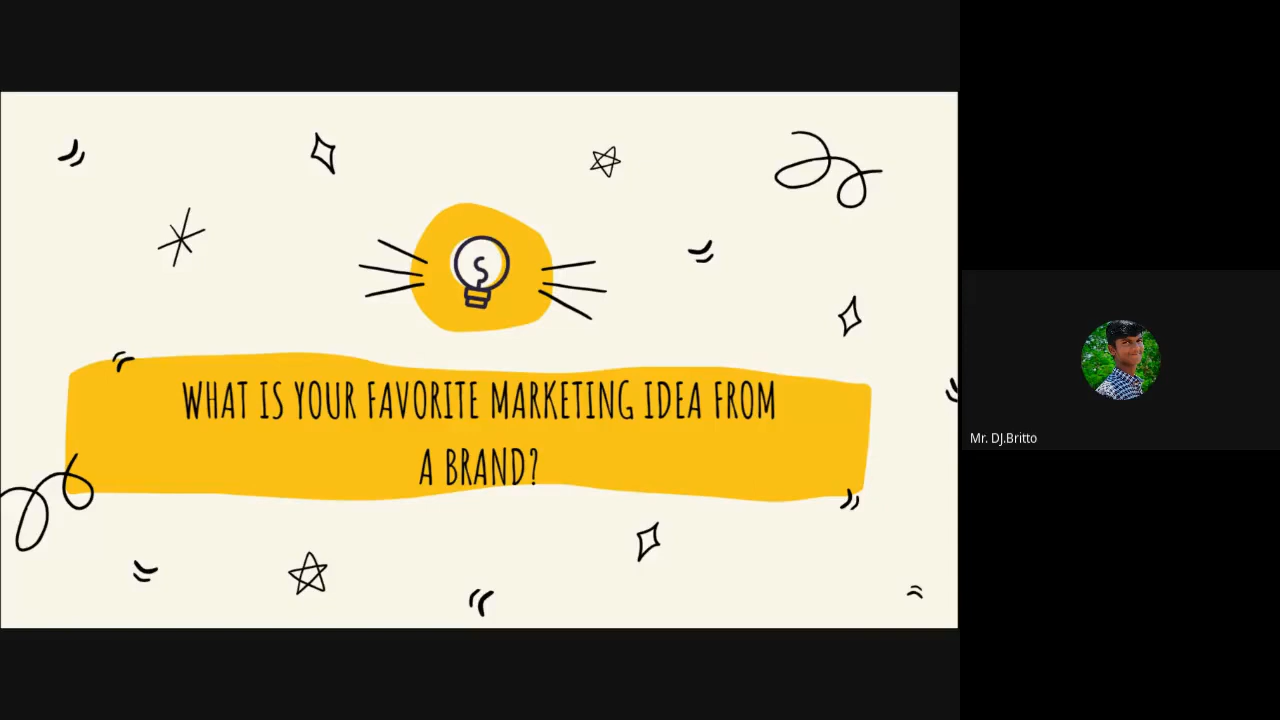 WHAT IS YOUR FAVORITE MARKETING IDEA FROM
A BRAND?
Mr. DJ.Britto